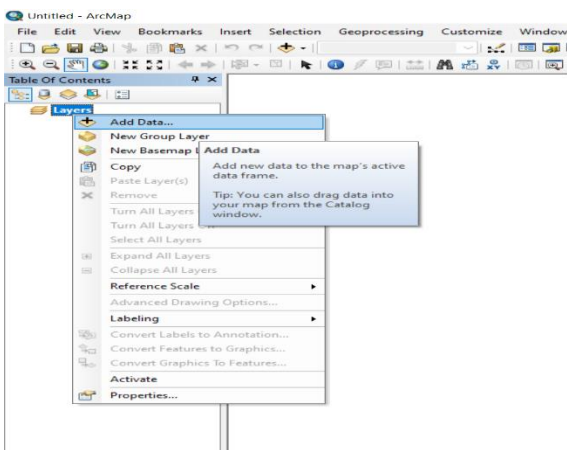 Untitled - ArcMap
File Edit View Bookmarks Insert Selection Geoprocessing Customize Window
Table Of Contents
Layers
Add Data...
New Group Layer
New Basemap
Add Data
Add new data to the map's active
data frame.
Tip: You can also drag data into
your map from the Catalog
window.
Copy
Paste Layer(s)
Remove
Turn All Layers
Turn All Layers
Select All Layers
Expand All Layers
Collapse All Layers
Reference Scale
Advanced Drawing Options...
Labeling
Convert Labels to Annotation...
Convert Features to Graphics...
Convert Graphics To Features...
Activate
Properties...